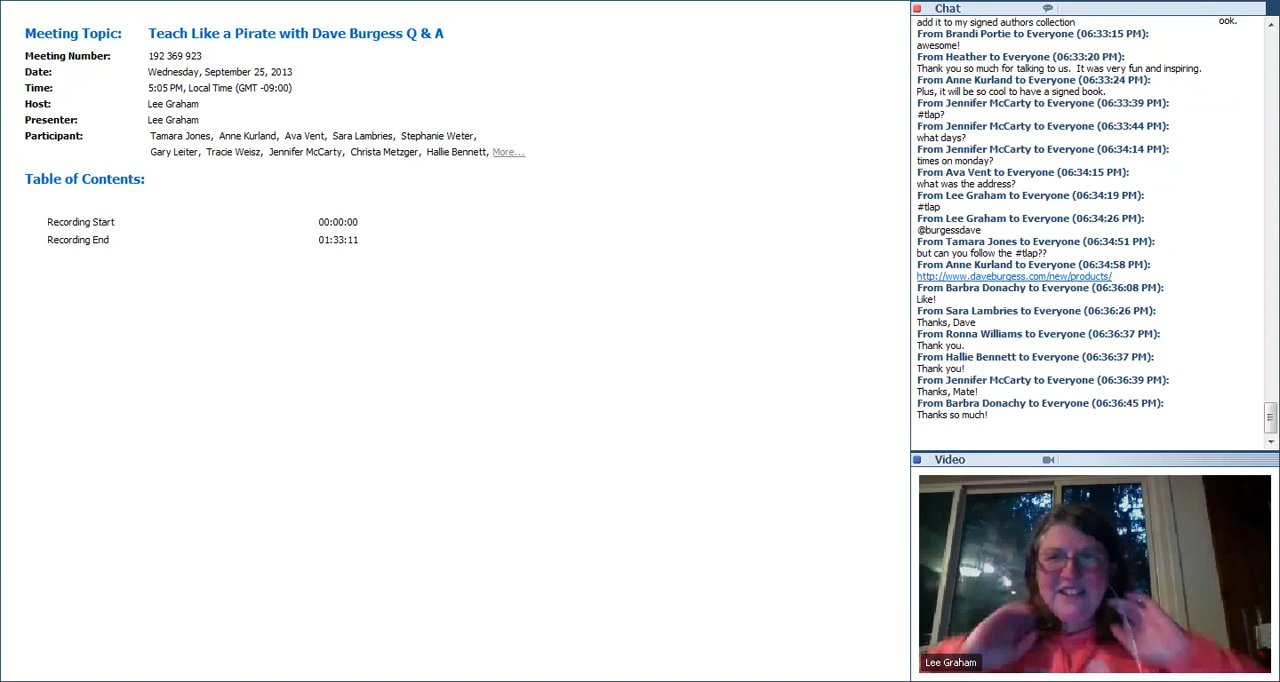 Meeting Topic: Teach Like a Pirate with Dave Burgess Q & A
Meeting Number: 192 369 923
Date: Wednesday, September 25, 2013
Time: 5:05 PM, Local Time (GMT -09:00)
Host: Lee Graham
Presenter: Lee Graham
Participant: Tamara Jones, Anne Kurland, Ava Vent, Sara Lambries, Stephanie Weter,
Gary Leiter, Tracie Weisz, Jennifer McCarty, Christa Metzger, Hallie Bennett, More...
Table of Contents:
Recording Start 00:00:00
Recording End 01:33:11
Chat
add it to my signed authors collection ook.
From Brandi Portie to Everyone (06:33:15 PM):
awesome!
From Heather to Everyone (06:33:20 PM):
Thank you so much for talking to us. It was very fun and inspiring.
From Anne Kurland to Everyone (06:33:24 PM):
Plus, it will be so cool to have a signed book.
From Jennifer McCarty to Everyone (06:33:39 PM):
#tlap?
From Jennifer McCarty to Everyone (06:33:44 PM):
what days?
From Jennifer McCarty to Everyone (06:34:14 PM):
times on monday?
From Ava Vent to Everyone (06:34:15 PM):
what was the address?
From Lee Graham to Everyone (06:34:19 PM):
#tlap
From Lee Graham to Everyone (06:34:26 PM):
@burgessdave
From Tamara Jones to Everyone (06:34:51 PM):
but can you follow the #tlap??
From Anne Kurland to Everyone (06:34:58 PM):
http://www.daveburgess.com/new/products/
From Barbra Donachy to Everyone (06:36:08 PM):
Like!
From Sara Lambries to Everyone (06:36:26 PM):
Thanks, Dave
From Ronna Williams to Everyone (06:36:37 PM):
Thank you.
From Hallie Bennett to Everyone (06:36:37 PM):
Thank you!
From Jennifer McCarty to Everyone (06:36:39 PM):
Thanks, Mate!
From Barbra Donachy to Everyone (06:36:45 PM):
Thanks so much!
Video
Lee Graham